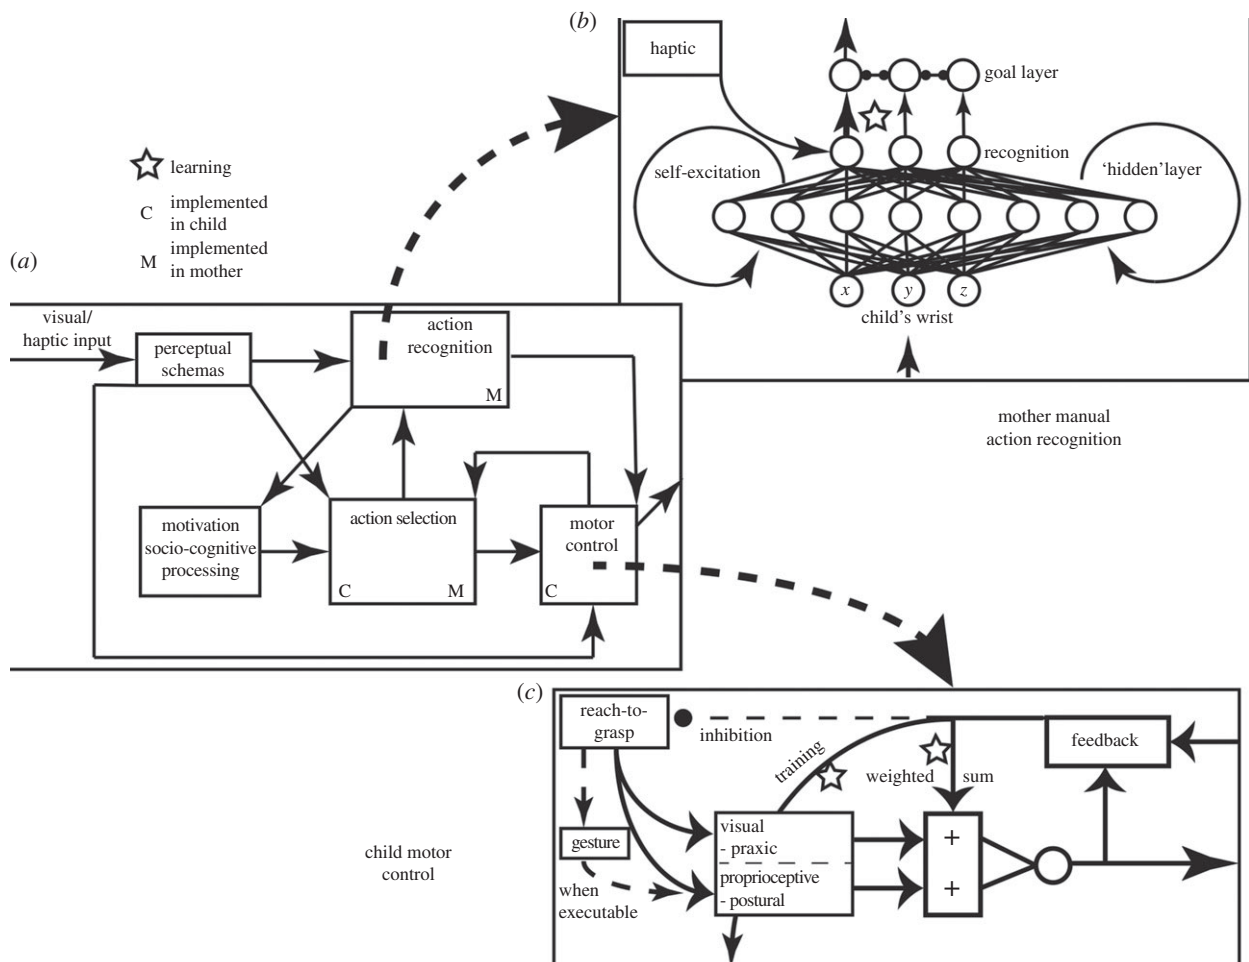 (b)
haptic
goal layer
recognition
self-excitation
'hidden' layer
x y z
child's wrist
mother manual
action recognition
learning
C implemented
in child
M implemented
in mother
(a)
visual/
haptic input
perceptual
schemas
action
recognition
M
motivation
socio-cognitive
processing
action selection
C M
motor
control
C
(c)
reach-to-
grasp
inhibition
training
weighted sum
feedback
gesture
when
executable
visual
- praxic
proprioceptive
- postural
+
+
child motor
control